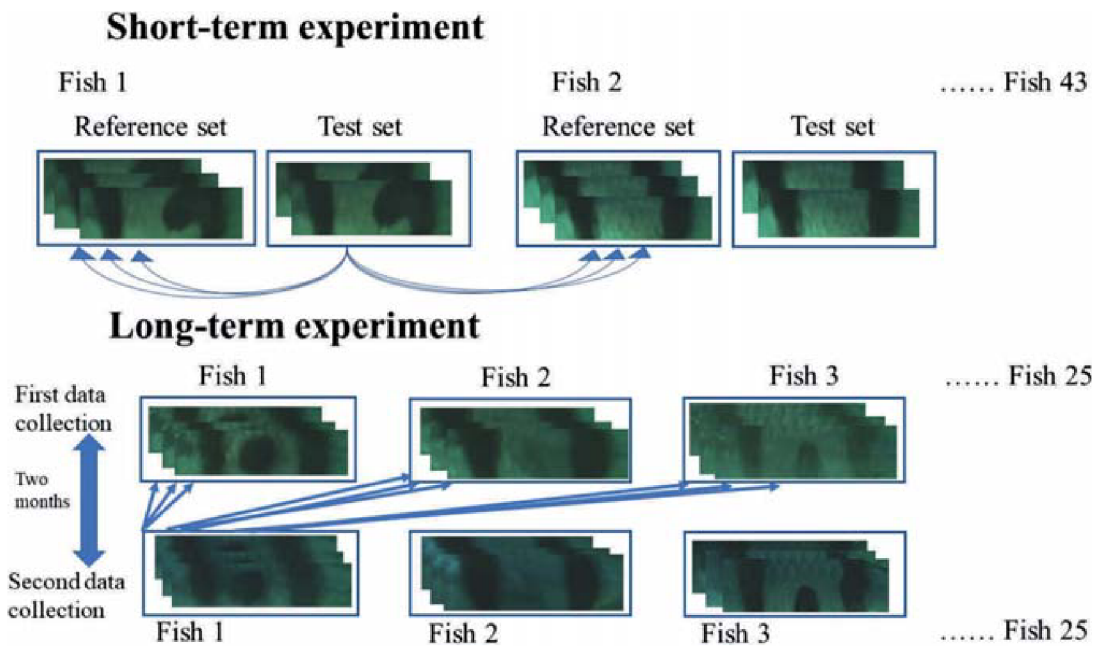 Short-term experiment
Fish 1
Fish 2
…… Fish 43
Reference set
Test set
Reference set
Test set
Long-term experiment
Fish 1
Fish 2
Fish 3
…… Fish 25
First data
collection
Two
months
Second data
collection
Fish 1
Fish 2
Fish 3
…… Fish 25